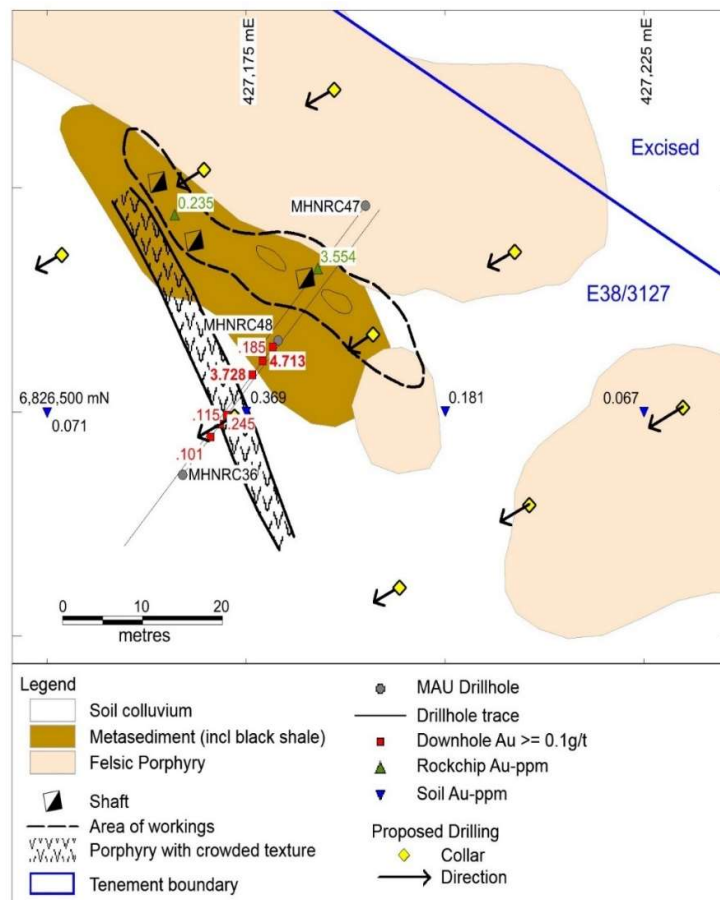 427,175 mE
427,225 mE
Excised
MHNRC47
0.235
3.554
E38/3127
MHNRC48
.185
4.713
3.728
6,826,500 mN
0.369
0.181
0.067
0.071
.115
.245
.101
MHNRC36
0 10 20
metres
Legend
Soil colluvium
Metasediment (incl black shale)
Felsic Porphyry
Shaft
Area of workings
Porphyry with crowded texture
Tenement boundary
MAU Drillhole
Drillhole trace
Downhole Au >= 0.1g/t
Rockchip Au-ppm
Soil Au-ppm
Proposed Drilling
Collar
Direction